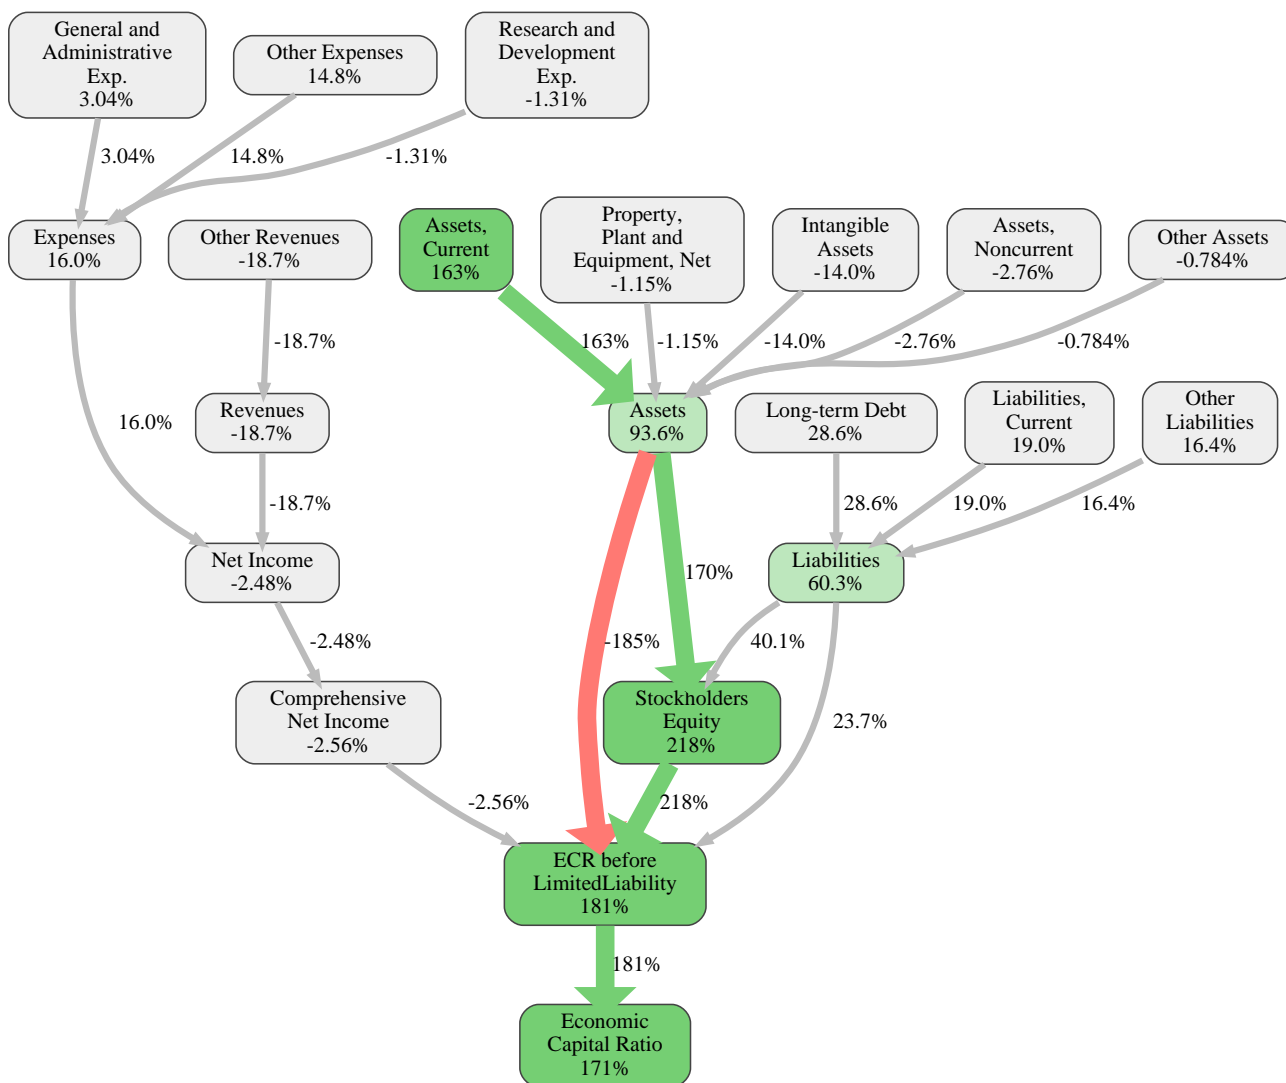 General and
Administrative
Exp.
3.04%
Other Expenses
14.8%
Research and
Development
Exp.
-1.31%
3.04%
14.8%
-1.31%
Expenses
16.0%
Other Revenues
-18.7%
Assets,
Current
163%
Property,
Plant and
Equipment, Net
-1.15%
Intangible
Assets
-14.0%
Assets,
Noncurrent
-2.76%
Other Assets
-0.784%
-18.7%
163%
-1.15%
-14.0%
-2.76%
-0.784%
16.0%
Revenues
-18.7%
Assets
93.6%
Long-term Debt
28.6%
Liabilities,
Current
19.0%
Other
Liabilities
16.4%
-18.7%
28.6%
19.0%
16.4%
Net Income
-2.48%
170%
Liabilities
60.3%
-2.48%
-185%
40.1%
Comprehensive
Net Income
-2.56%
Stockholders
Equity
218%
23.7%
-2.56%
218%
ECR before
LimitedLiability
181%
181%
Economic
Capital Ratio
171%